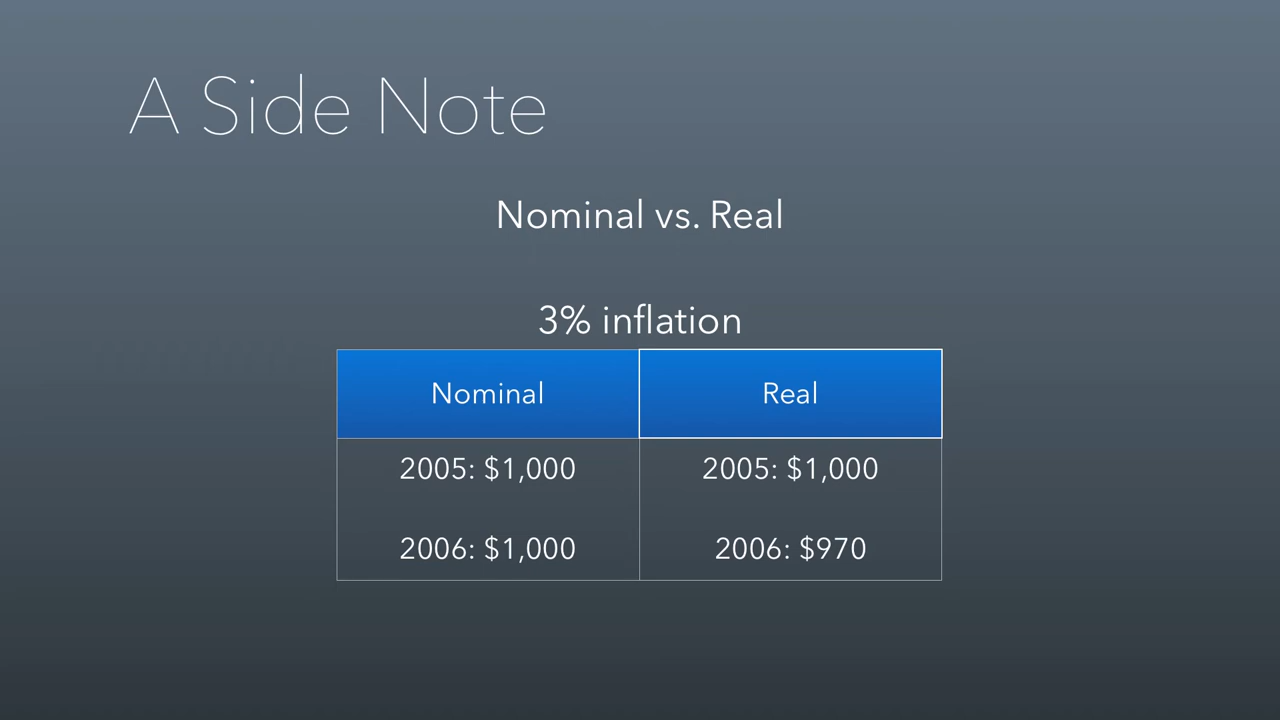 A Side Note
Nominal vs. Real
3% inflation
Nominal Real
2005: $1,000 2005: $1,000
2006: $1,000 2006: $970